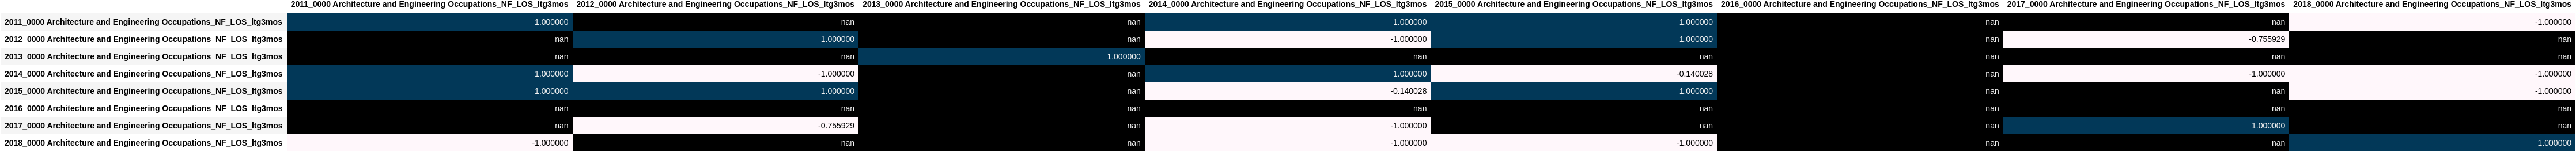 2011_0000 Architecture and Engineering Occupations_NF_LOS_ltg3mos 2012_0000 Architecture and Engineering Occupations_NF_LOS_ltg3mos 2013_0000 Architecture and Engineering Occupations_NF_LOS_ltg3mos 2014_0000 Architecture and Engineering Occupations_NF_LOS_ltg3mos 2015_0000 Architecture and Engineering Occupations_NF_LOS_ltg3mos 2016_0000 Architecture and Engineering Occupations_NF_LOS_ltg3mos 2017_0000 Architecture and Engineering Occupations_NF_LOS_ltg3mos 2018_0000 Architecture and Engineering Occupations_NF_LOS_ltg3mos
2011_0000 Architecture and Engineering Occupations_NF_LOS_ltg3mos 1.000000 nan nan 1.000000 1.000000 nan nan -1.000000
2012_0000 Architecture and Engineering Occupations_NF_LOS_ltg3mos nan 1.000000 nan -1.000000 1.000000 nan -0.755929 nan
2013_0000 Architecture and Engineering Occupations_NF_LOS_ltg3mos nan nan 1.000000 nan nan nan nan nan
2014_0000 Architecture and Engineering Occupations_NF_LOS_ltg3mos 1.000000 -1.000000 nan 1.000000 -0.140028 nan -1.000000 -1.000000
2015_0000 Architecture and Engineering Occupations_NF_LOS_ltg3mos 1.000000 1.000000 nan -0.140028 1.000000 nan nan -1.000000
2016_0000 Architecture and Engineering Occupations_NF_LOS_ltg3mos nan nan nan nan nan nan nan nan
2017_0000 Architecture and Engineering Occupations_NF_LOS_ltg3mos nan -0.755929 nan -1.000000 nan nan 1.000000 nan
2018_0000 Architecture and Engineering Occupations_NF_LOS_ltg3mos -1.000000 nan nan -1.000000 -1.000000 nan nan 1.000000